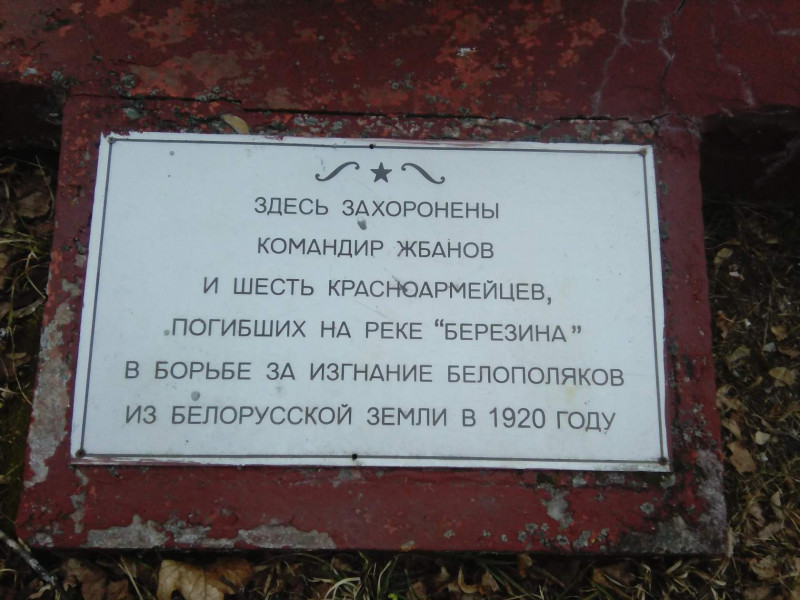 ЗДЕСЬ ЗАХОРОНЕНЫ
КОМАНДИР ЖБАНОВ
И ШЕСТЬ КРАСНОАРМЕЙЦЕВ,
ПОГИБШИХ НА РЕКЕ “БЕРЕЗИНА”
В БОРЬБЕ ЗА ИЗГНАНИЕ БЕЛОПОЛЯКОВ
ИЗ БЕЛОРУССКОЙ ЗЕМЛИ В 1920 ГОДУ